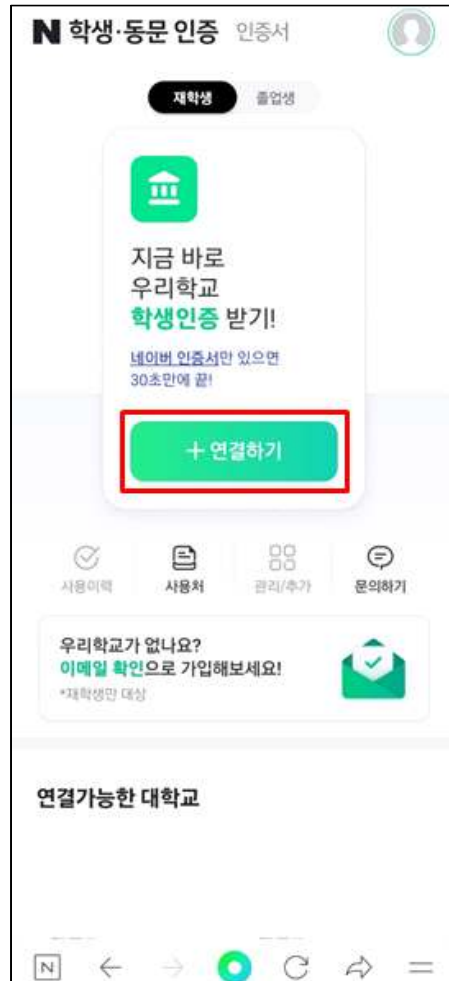 N 학생·동문 인증 인증서
재학생 졸업생
지금 바로
우리학교
학생인증 받기!
네이버 인증서만 있으면
30초만에 끝!
+ 연결하기
사용이력 사용처 관리/추가 문의하기
우리학교가 없나요?
이메일 확인으로 가입해보세요!
*재학생만 대상
연결가능한 대학교
N